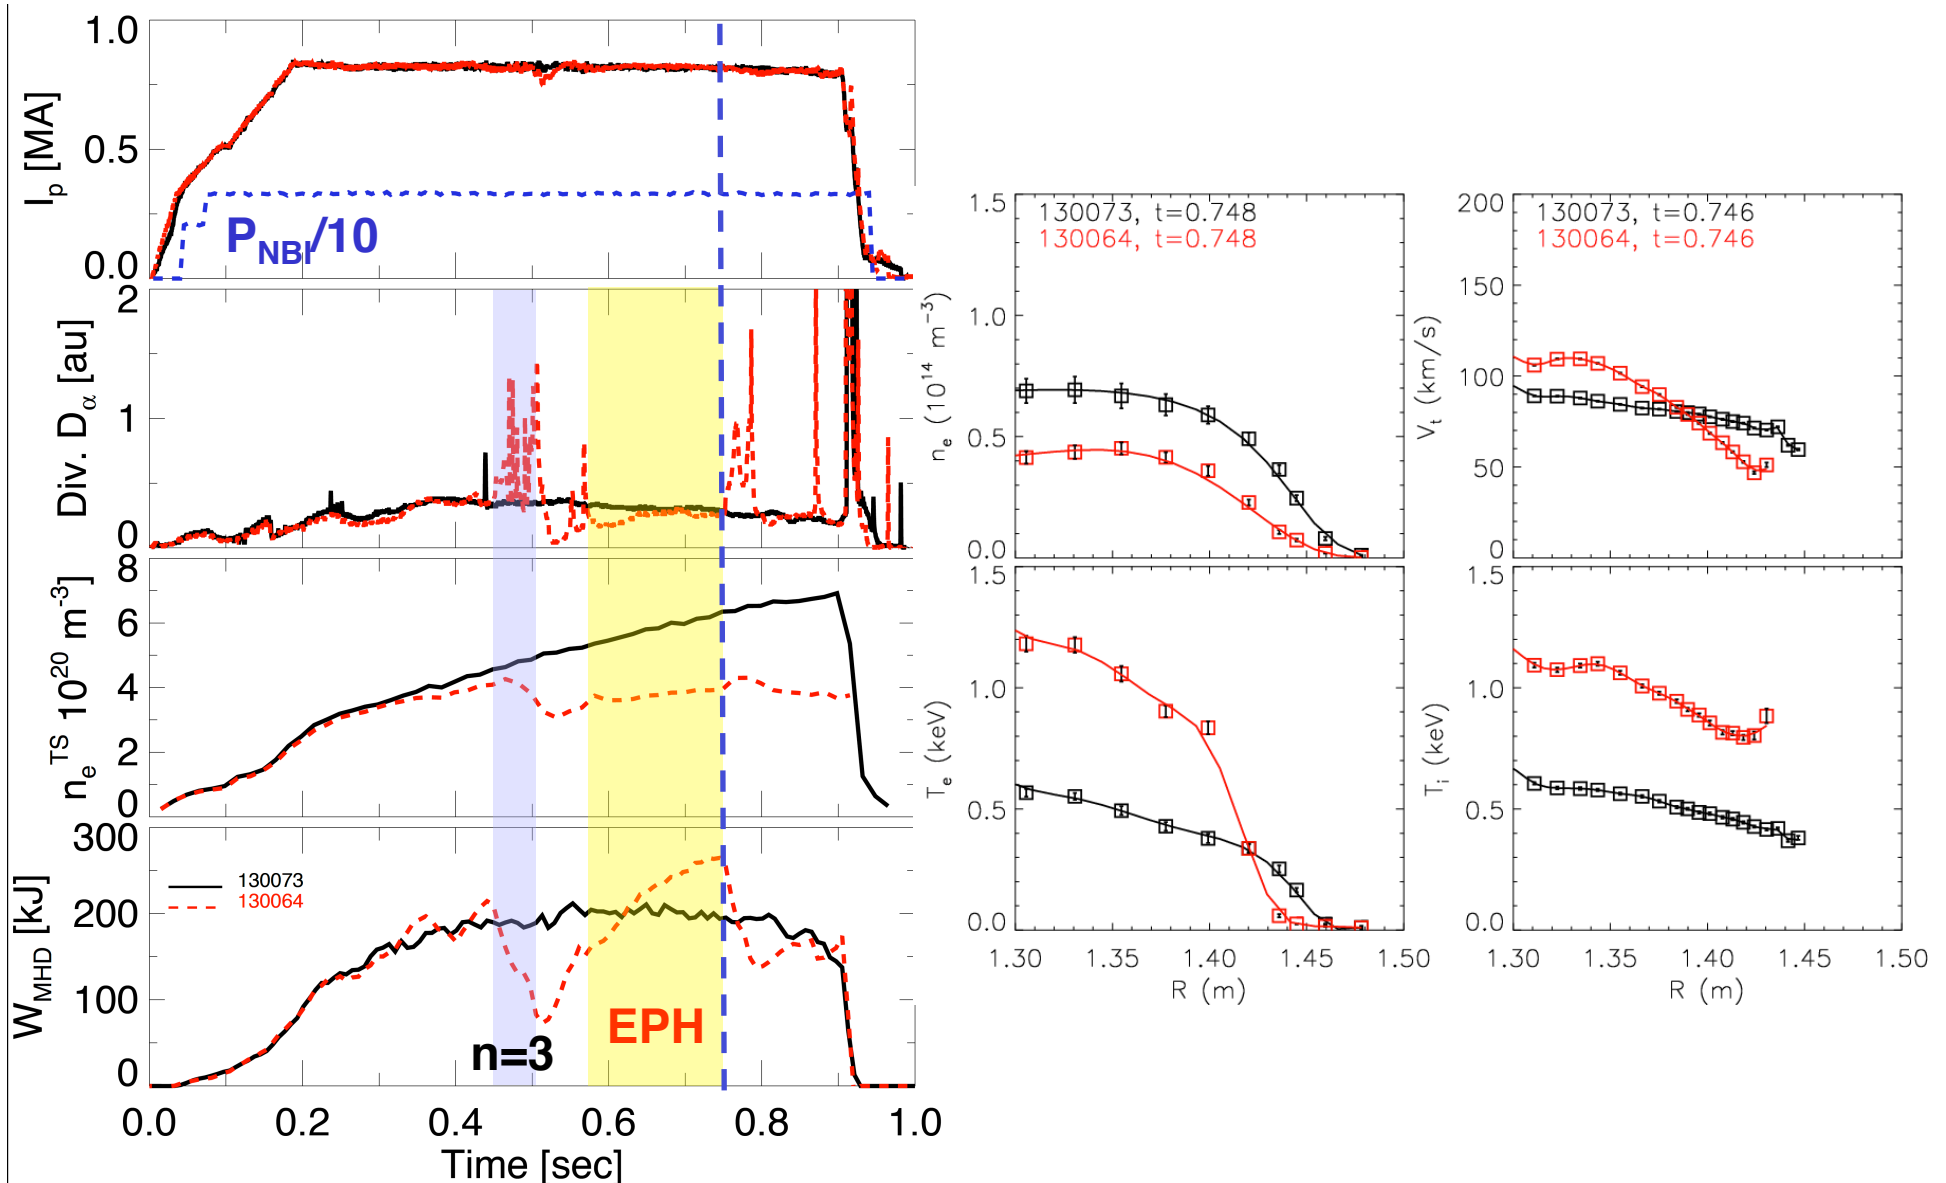 1.0
0.5
0.0
I_p [MA]
P_NBI/10
2
1
0
Div. D_α [au]
8
6
4
2
0
n_e^TS 10^20 m^-3]
300
200
100
0
W_MHD [kJ]
130073
130064
n=3
EPH
0.0 0.2 0.4 0.6 0.8 1.0
Time [sec]
130073, t=0.748
130064, t=0.748
1.5
1.0
0.5
0.0
n_e (10^14 m^-3)
130073, t=0.746
130064, t=0.746
200
150
100
50
0
V_t (km/s)
1.5
1.0
0.5
0.0
T_e (keV)
1.30 1.35 1.40 1.45 1.50
R (m)
1.5
1.0
0.5
0.0
T_i (keV)
1.30 1.35 1.40 1.45 1.50
R (m)